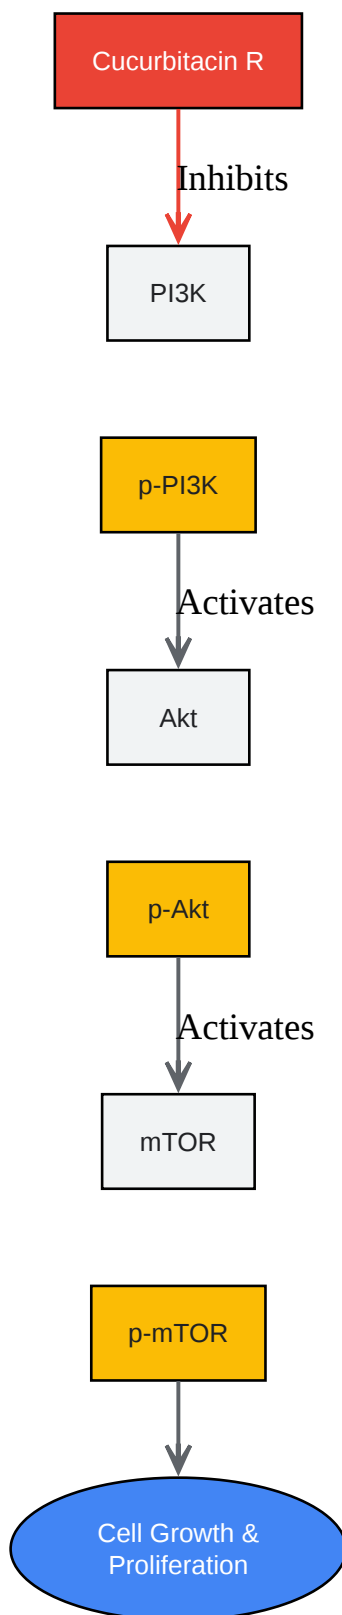 Cucurbitacin R
Inhibits
PI3K
p-PI3K
Activates
Akt
p-Akt
Activates
mTOR
p-mTOR
Cell Growth &
Proliferation